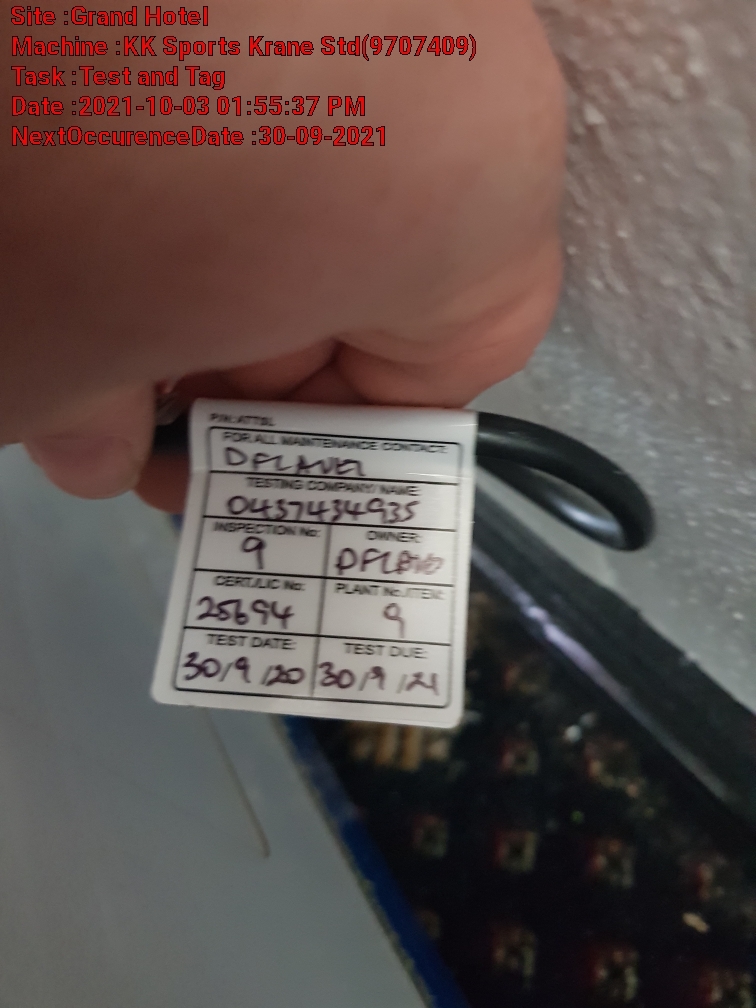 Site :Grand Hotel
Machine :KK Sports Krane Std(9707409)
Task :Test and Tag
Date :2021-10-03 01:55:37 PM
NextOccurenceDate :30-09-2021
P/N:ATTSL
FOR ALL MAINTENANCE CONTACT:
TESTING COMPANY/NAME:
0437434935
INSPECTION No: OWNER:
9
CERT./LIC No: PLANT No./ITEM:
25694 9
TEST DATE: TEST DUE:
30/9/20 30/9/21